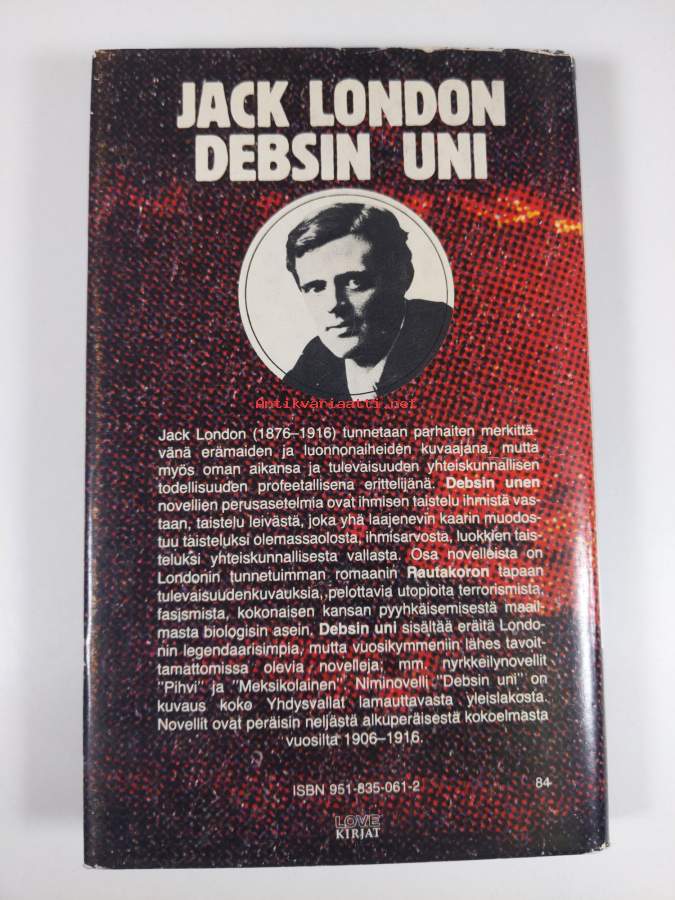 JACK LONDON
DEBSIN UNI
Antikvariaatti.net
Jack London (1876–1916) tunnetaan parhaiten merkittä-
vänä erämaiden ja luonnonaiheiden kuvaajana, mutta
myös oman aikansa ja tulevaisuuden yhteiskunnallisen
todellisuuden profeetallisena erittelijänä. Debsin unen
novellien perusasetelmia ovat ihmisen taistelu ihmistä vas-
taan, taistelu leivästä, joka yhä laajenevin kaarin muodos-
tuu taisteluksi olemassaolosta, ihmisarvosta, luokkien tais-
teluksi yhteiskunnallisesta vallasta. Osa novelleista on
Londonin tunnetuimman romaanin Rautakoron tapaan
tulevaisuudenkuvauksia, pelottavia utopioita terrorismista,
fasismista, kokonaisen kansan pyyhkäisemisestä maail-
masta biologisin asein. Debsin uni sisältää eräitä Londo-
nin legendaarisimpia, mutta vuosikymmeniin lähes tavoit-
tamattomissa olevia novelleja, mm. nyrkkeilynovellit
"Pihvi" ja "Meksikolainen". Niminovelli "Debsin uni" on
kuvaus koko Yhdysvallat lamauttavasta yleislakosta.
Novellit ovat peräisin neljästä alkuperäisestä kokoelmasta
vuosilta 1906–1916.
ISBN 951-835-061-2 84
LOVE
KIRJAT